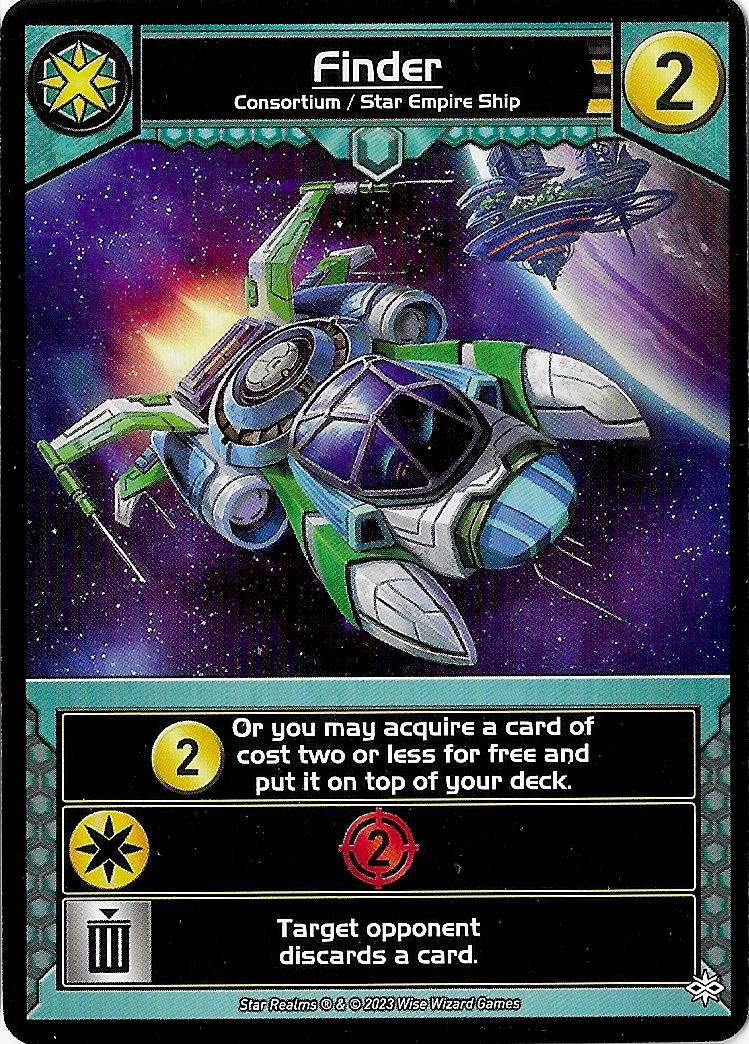 Finder
Consortium / Star Empire Ship
2
2
Or you may acquire a card of
cost two or less for free and
put it on top of your deck.
2
Target opponent
discards a card.
Star Realms ® & © 2023 Wise Wizard Games